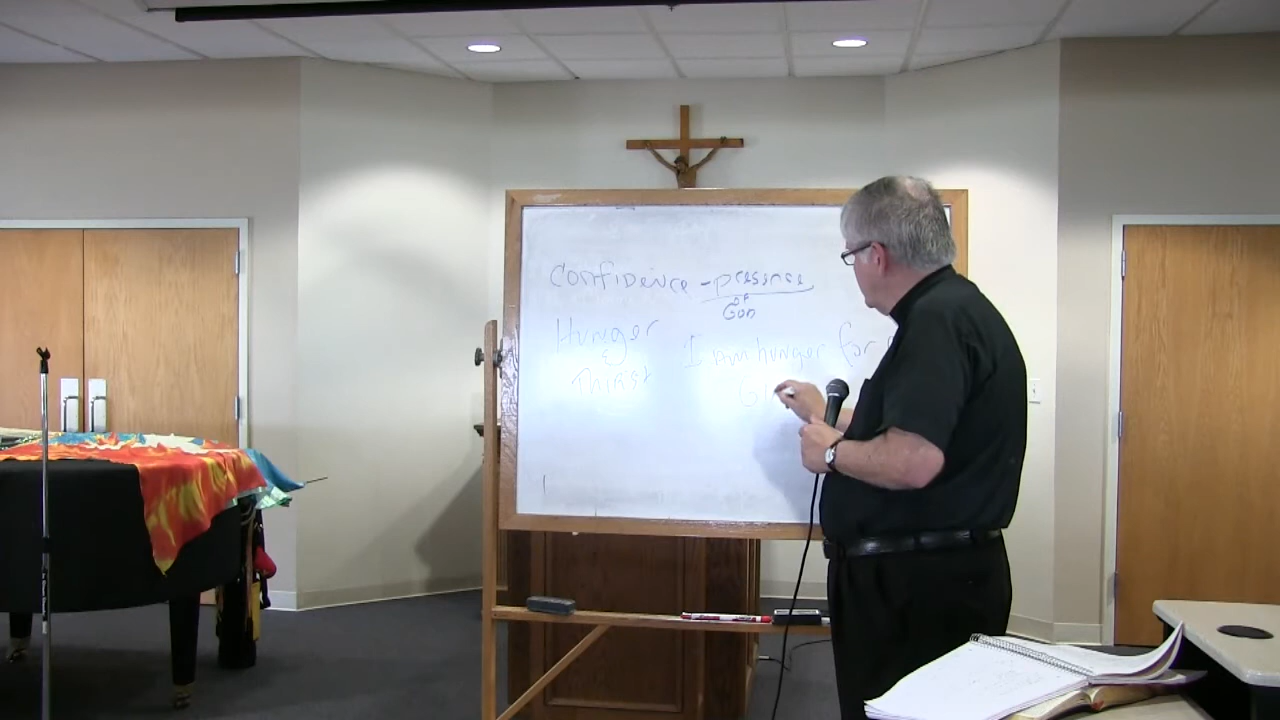 Confidence - presence
of
God
Hunger
I am hunger for
Thirst